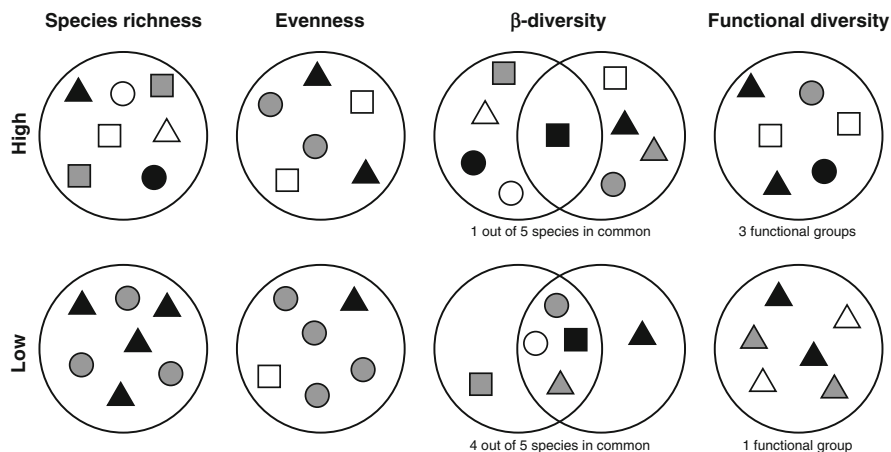 Species richness Evenness β-diversity Functional diversity
High
1 out of 5 species in common 3 functional groups
Low
4 out of 5 species in common 1 functional group